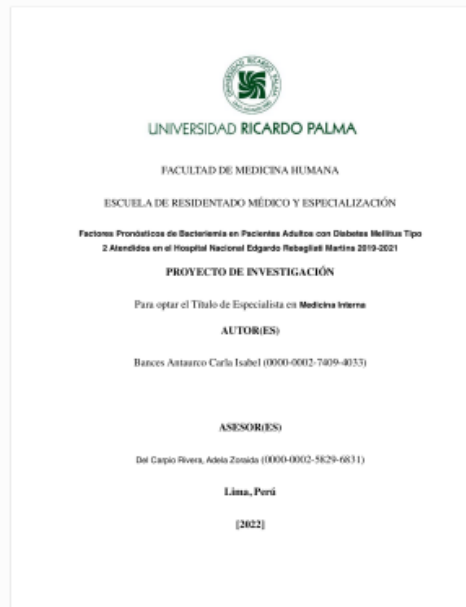 UNIVERSIDAD RICARDO PALMA
FACULTAD DE MEDICINA HUMANA
ESCUELA DE RESIDENTADO MÉDICO Y ESPECIALIZACIÓN
Factores Pronósticos de Bacteriemia en Pacientes Adultos con Diabetes Mellitus Tipo
2 Atendidos en el Hospital Nacional Edgardo Rebagliati Martins 2019-2021
PROYECTO DE INVESTIGACIÓN
Para optar el Título de Especialista en Medicina Interna
AUTOR(ES)
Bances Antaurco Carla Isabel (0000-0002-7409-4033)
ASESOR(ES)
Del Carpio Rivera, Adela Zoraida (0000-0002-5829-6831)
Lima, Perú
[2022]